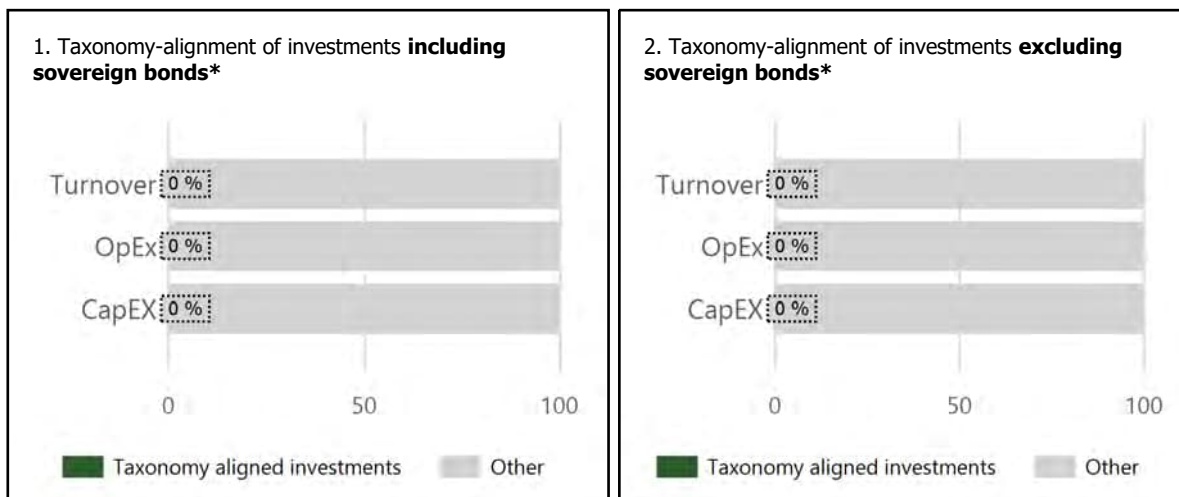 1. Taxonomy-alignment of investments including
sovereign bonds*
Turnover 0 %
OpEx 0 %
CapEX 0 %
0 50 100
Taxonomy aligned investments Other
2. Taxonomy-alignment of investments excluding
sovereign bonds*
Turnover 0 %
OpEx 0 %
CapEX 0 %
0 50 100
Taxonomy aligned investments Other